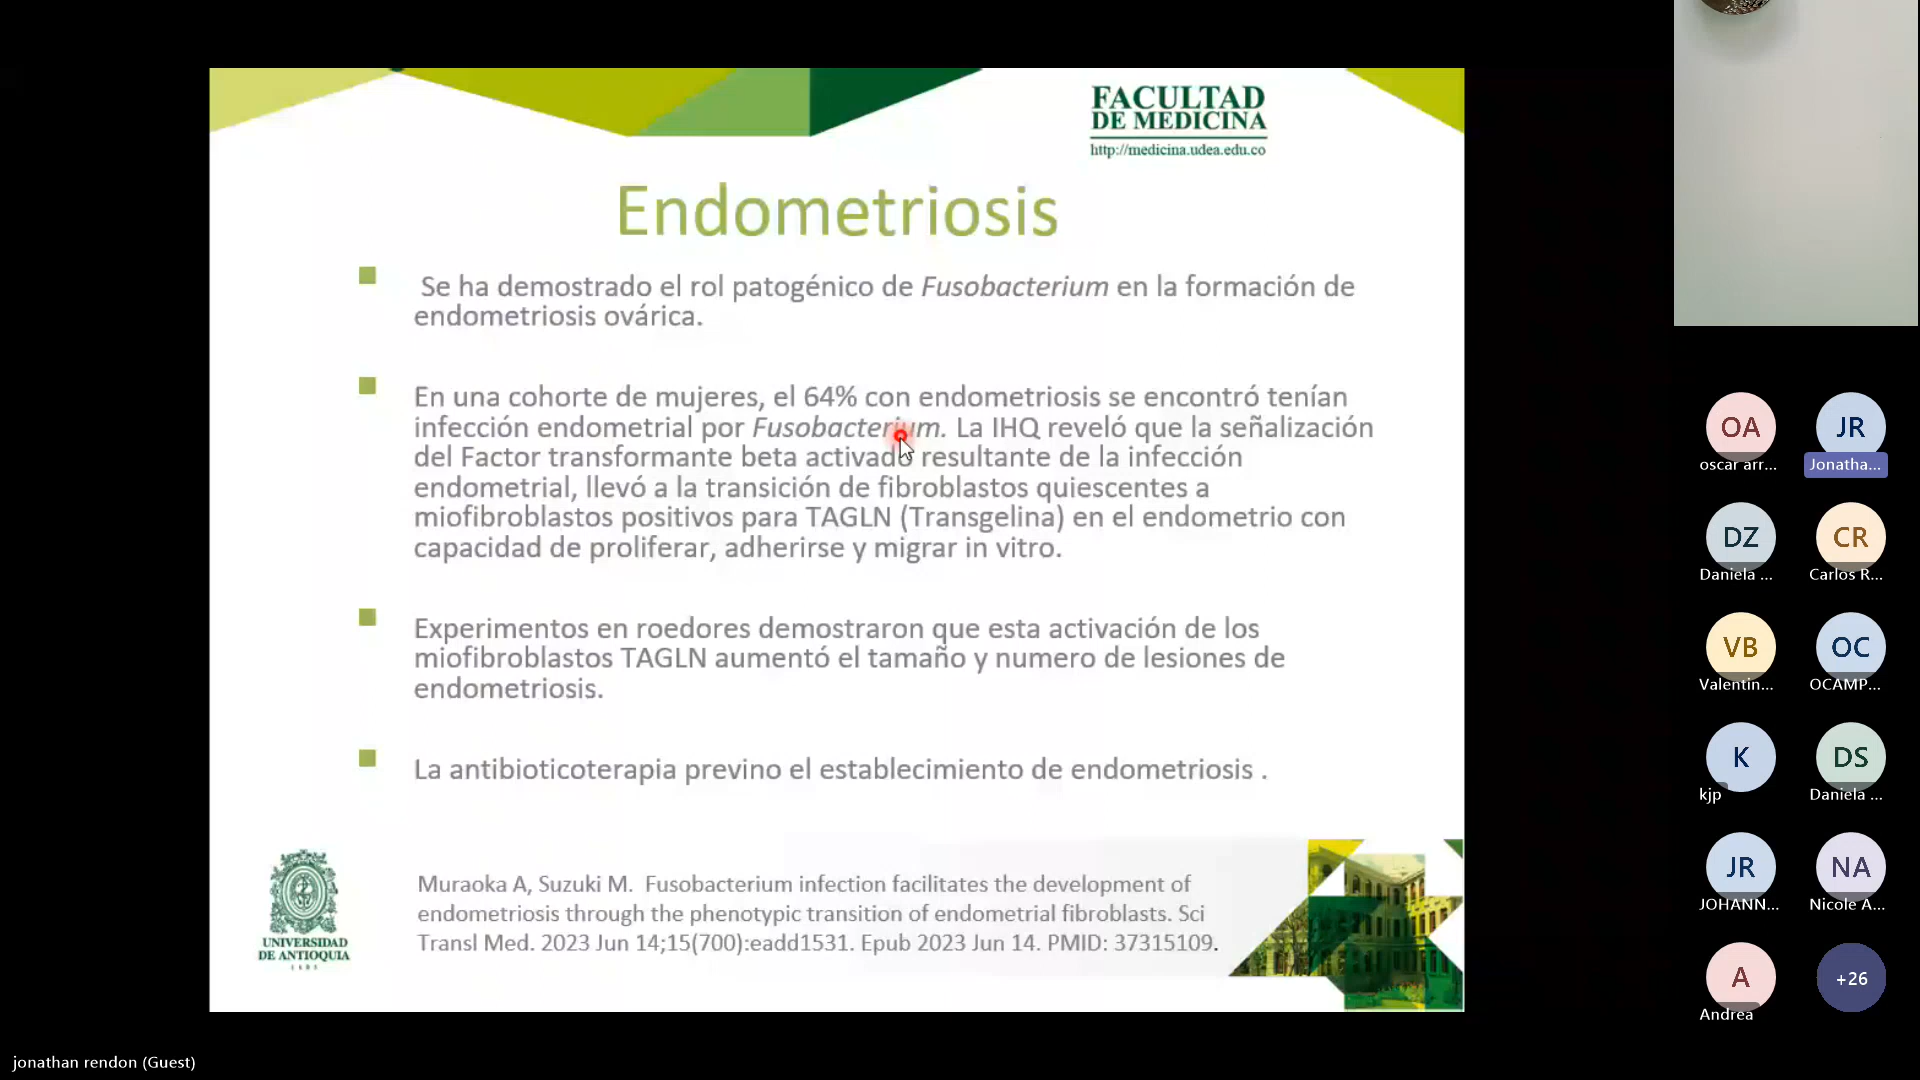 FACULTAD
DE MEDICINA
http://medicina.udea.edu.co
Endometriosis
Se ha demostrado el rol patogénico de Fusobacterium en la formación de
endometriosis ovárica.
En una cohorte de mujeres, el 64% con endometriosis se encontró tenían
infección endometrial por Fusobacterium. La IHQ reveló que la señalización
del Factor transformante beta activado resultante de la infección
endometrial, llevó a la transición de fibroblastos quiescentes a
miofibroblastos positivos para TAGLN (Transgelina) en el endometrio con
capacidad de proliferar, adherirse y migrar in vitro.
Experimentos en roedores demostraron que esta activación de los
miofibroblastos TAGLN aumentó el tamaño y numero de lesiones de
endometriosis.
La antibioticoterapia previno el establecimiento de endometriosis .
Muraoka A, Suzuki M. Fusobacterium infection facilitates the development of
endometriosis through the phenotypic transition of endometrial fibroblasts. Sci
Transl Med. 2023 Jun 14;15(700):eadd1531. Epub 2023 Jun 14. PMID: 37315109.
UNIVERSIDAD
DE ANTIOQUIA
1803
OA
JR
oscar arr...
Jonatha...
DZ
CR
Daniela ...
Carlos R...
VB
OC
Valentin...
OCAMP...
K
DS
kjp
Daniela ...
JR
NA
JOHANN...
Nicole A...
A
+26
Andrea
jonathan rendon (Guest)